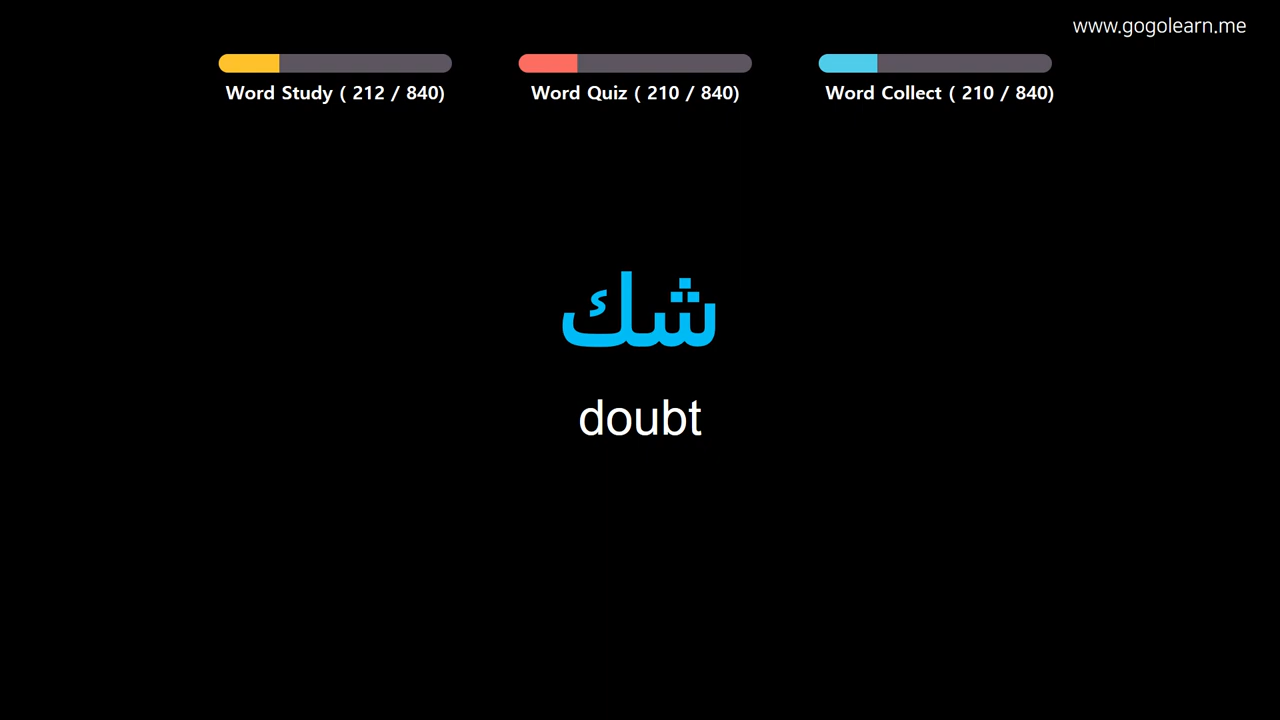 www.gogolearn.me
Word Study ( 212 / 840)
Word Quiz ( 210 / 840)
Word Collect ( 210 / 840)
شك
doubt